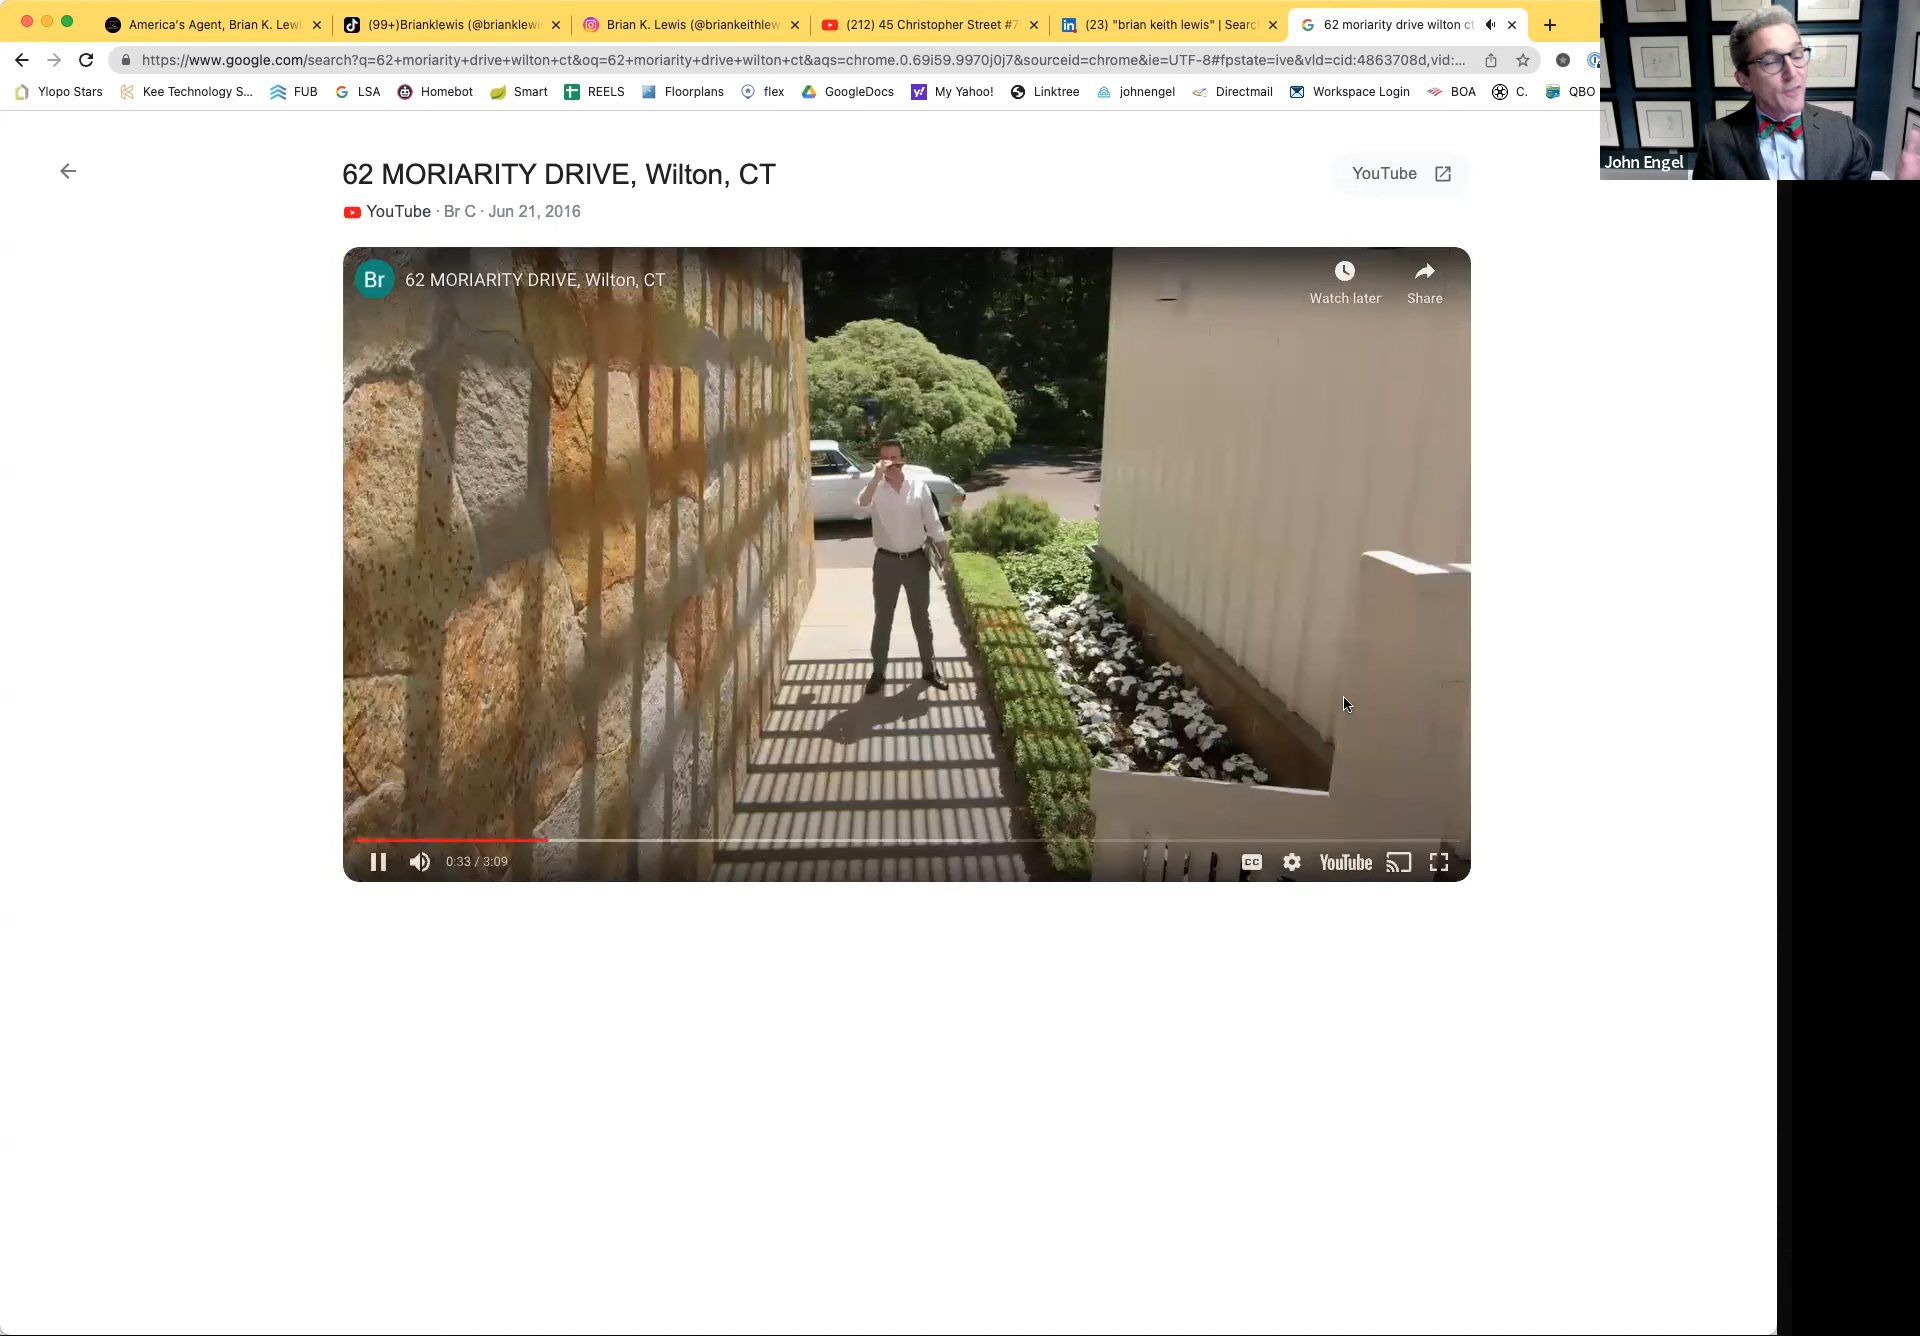 America's Agent, Brian K. Lewi
(99+)Brianklewis (@brianklewi
Brian K. Lewis (@briankeithlew
(212) 45 Christopher Street #7
(23) "brian keith lewis" | Searc
62 moriarity drive wilton ct
https://www.google.com/search?q=62+moriarity+drive+wilton+ct&oq=62+moriarity+drive+wilton+ct&aqs=chrome.0.69i59.9970j0j7&sourceid=chrome&ie=UTF-8#fpstate=ive&vld=cid:4863708d,vid:...
Ylopo Stars
Kee Technology S...
FUB
LSA
Homebot
Smart
REELS
Floorplans
flex
GoogleDocs
My Yahoo!
Linktree
johnengel
Directmail
Workspace Login
BOA
C.
QBO
John Engel
62 MORIARITY DRIVE, Wilton, CT
YouTube
YouTube · Br C · Jun 21, 2016
Br
62 MORIARITY DRIVE, Wilton, CT
Watch later
Share
0:33 / 3:09
CC
YouTube